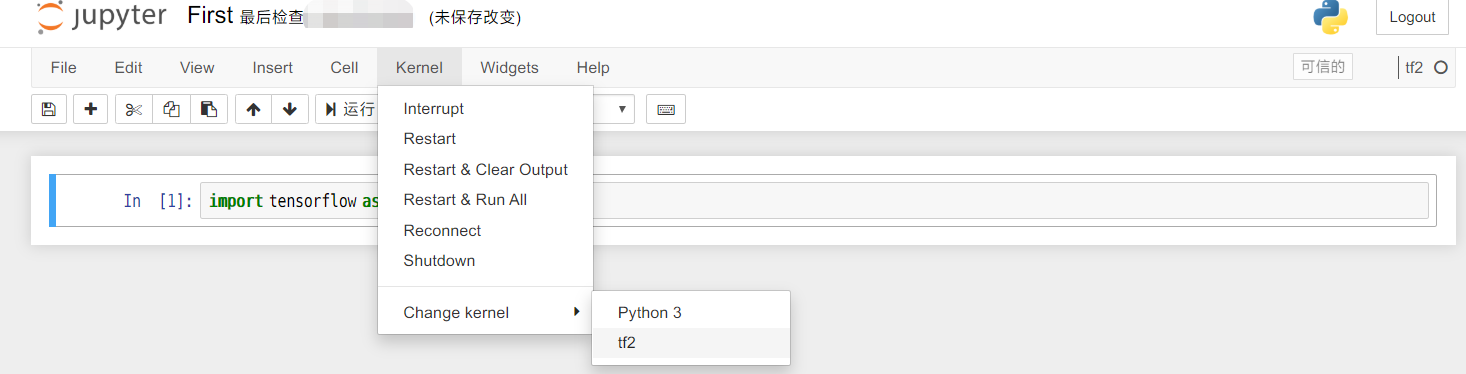 jupyter First 最后检查 (未保存改变) Logout
File Edit View Insert Cell Kernel Widgets Help 可信的 tf2
运行
Interrupt
Restart
Restart & Clear Output
Restart & Run All
Reconnect
Shutdown
Change kernel
Python 3
tf2
In [1]: import tensorflow as